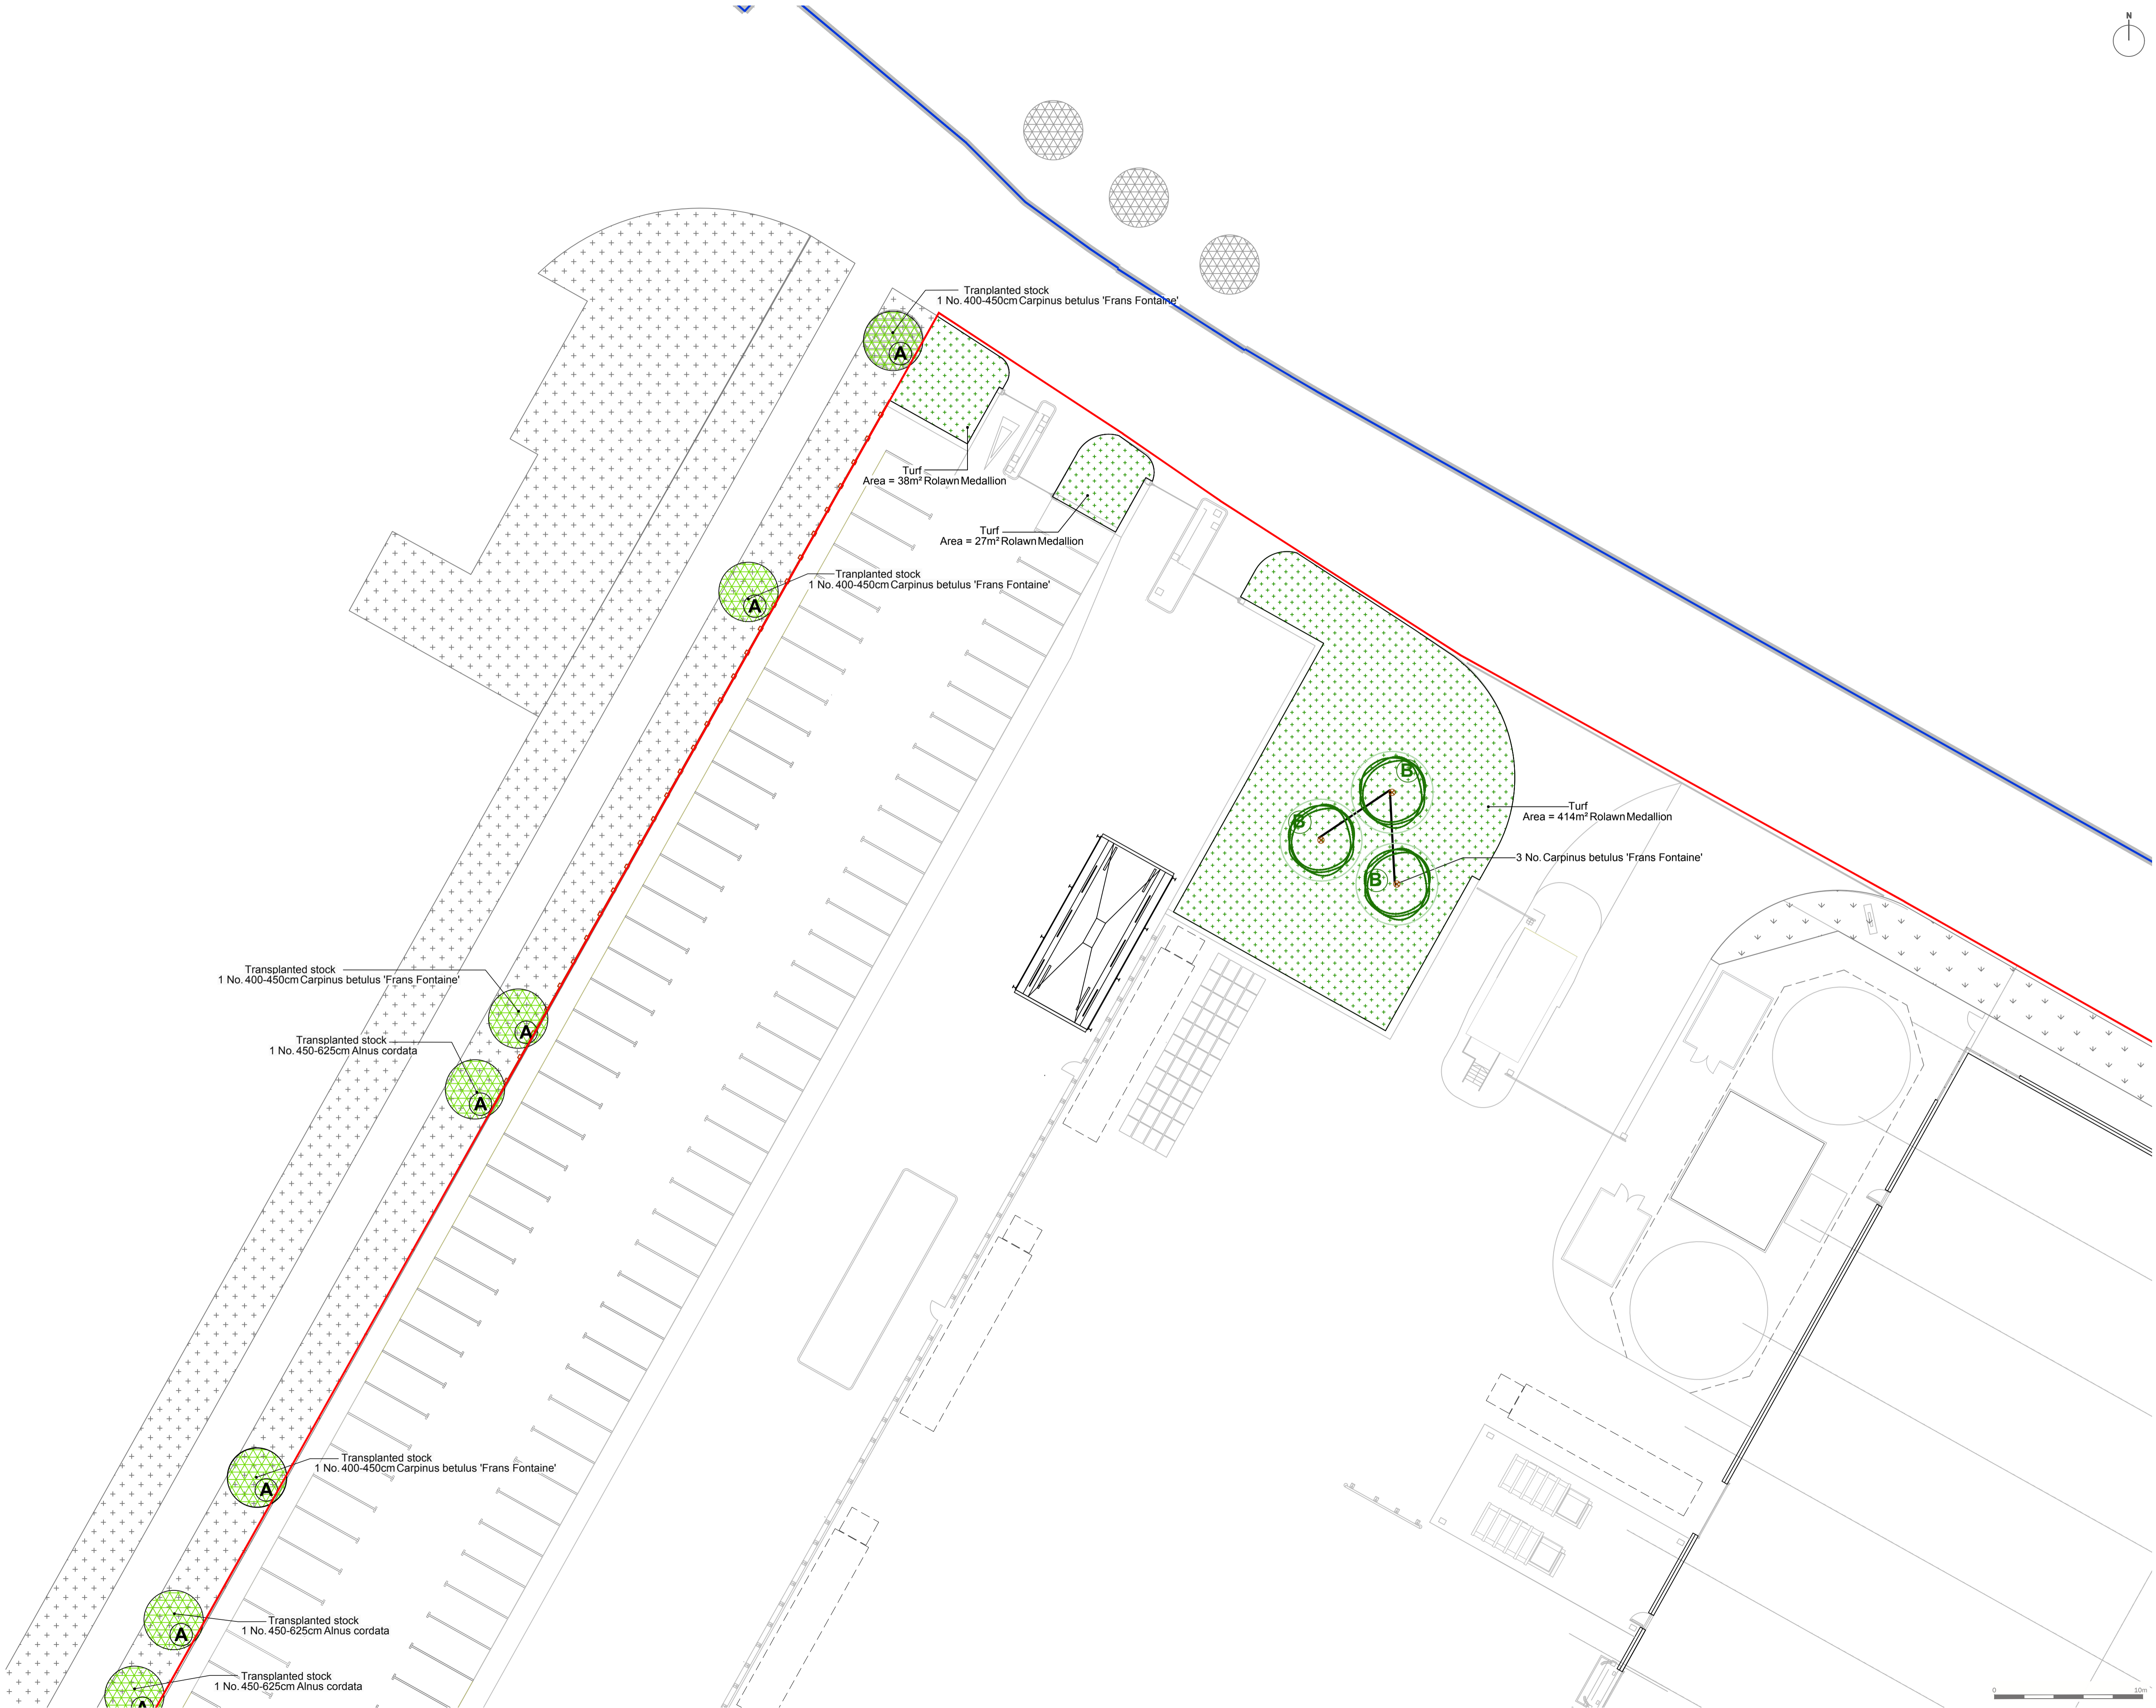 N
Tranplanted stock
1 No. 400-450cm Carpinus betulus 'Frans Fontaine'
A
Turf
Area = 38m² Rolawn Medallion
Turf
Area = 27m² Rolawn Medallion
Tranplanted stock
1 No. 400-450cm Carpinus betulus 'Frans Fontaine'
A
B
B
B
Turf
Area = 414m² Rolawn Medallion
3 No. Carpinus betulus 'Frans Fontaine'
Transplanted stock
1 No. 400-450cm Carpinus betulus 'Frans Fontaine'
A
Transplanted stock
1 No. 450-625cm Alnus cordata
A
Transplanted stock
1 No. 400-450cm Carpinus betulus 'Frans Fontaine'
A
Transplanted stock
1 No. 450-625cm Alnus cordata
A
Transplanted stock
1 No. 450-625cm Alnus cordata
A
0 10m